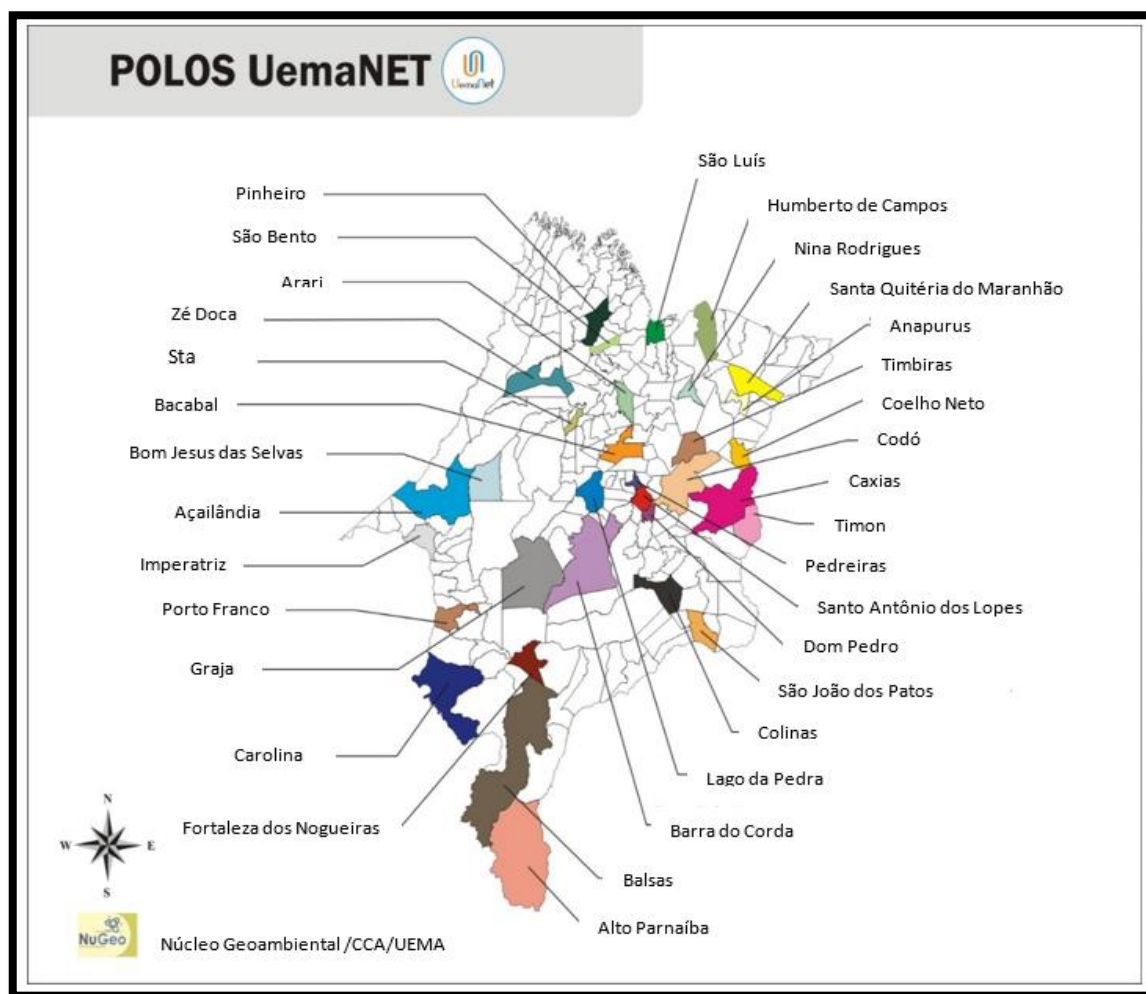 POLOS UemaNET
UemaNet
São Luís
Pinheiro
Humberto de Campos
São Bento
Nina Rodrigues
Arari
Santa Quitéria do Maranhão
Zé Doca
Anapurus
Sta
Timbiras
Bacabal
Coelho Neto
Codó
Bom Jesus das Selvas
Caxias
Açailândia
Timon
Imperatriz
Pedreiras
Porto Franco
Santo Antônio dos Lopes
Dom Pedro
Graja
São João dos Patos
Colinas
Carolina
Lago da Pedra
Fortaleza dos Nogueiras
Barra do Corda
Balsas
Alto Parnaíba
N
W
E
S
NuGeo
Núcleo Geoambiental /CCA/UEMA